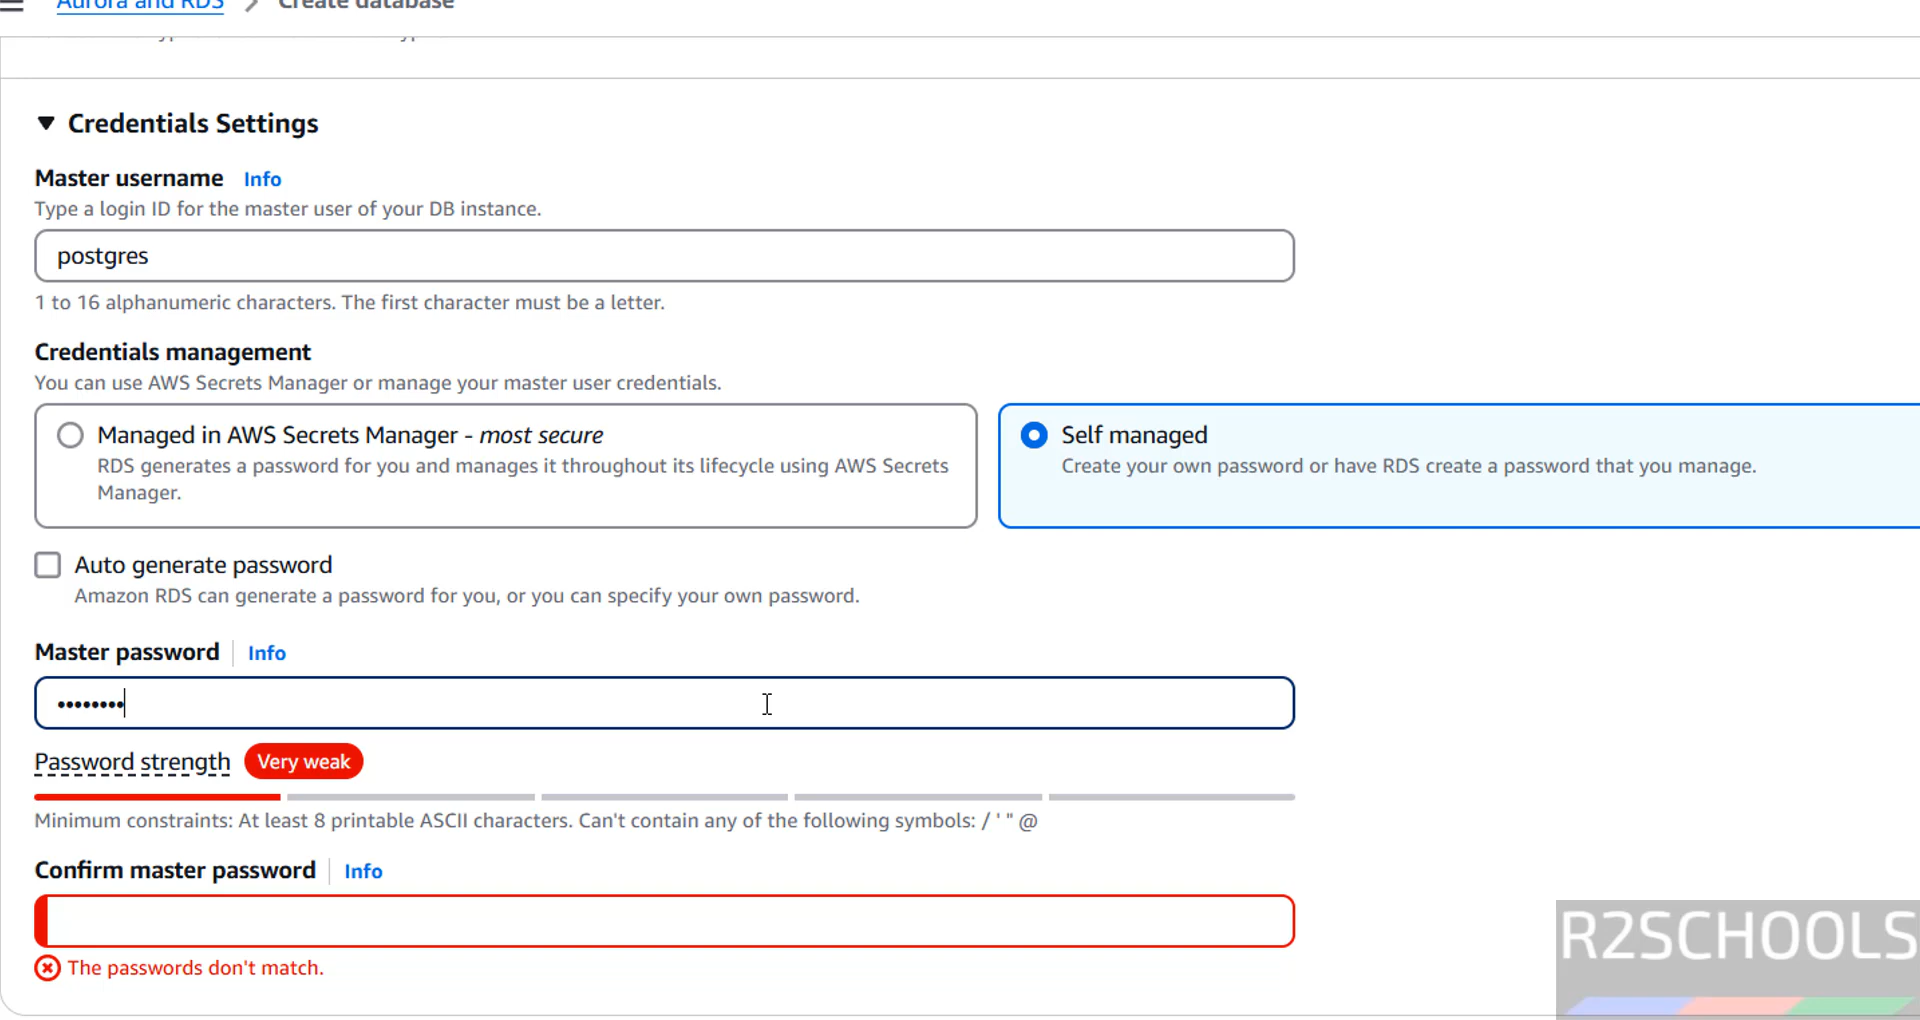 Aurora and RDS > Create database
Credentials Settings
Master username Info
Type a login ID for the master user of your DB instance.
postgres
1 to 16 alphanumeric characters. The first character must be a letter.
Credentials management
You can use AWS Secrets Manager or manage your master user credentials.
Managed in AWS Secrets Manager - most secure
RDS generates a password for you and manages it throughout its lifecycle using AWS Secrets
Manager.
Self managed
Create your own password or have RDS create a password that you manage.
Auto generate password
Amazon RDS can generate a password for you, or you can specify your own password.
Master password Info
••••••••
Password strength Very weak
Minimum constraints: At least 8 printable ASCII characters. Can't contain any of the following symbols: / ' " @
Confirm master password Info
The passwords don't match.
R2SCHOOLS